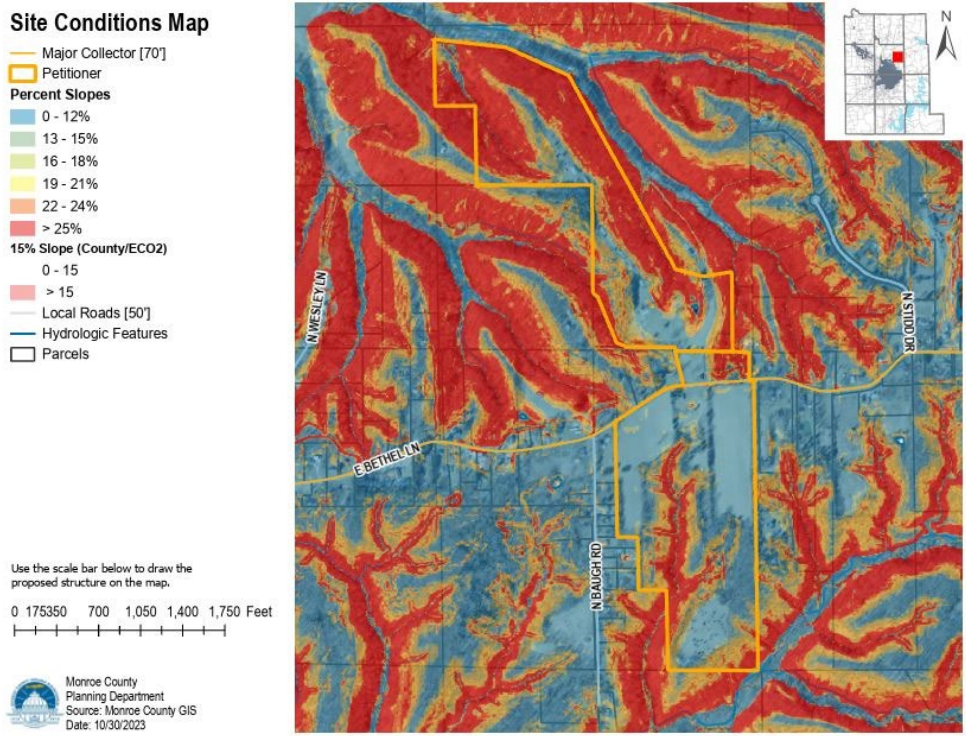 Site Conditions Map
Major Collector [70']
Petitioner
Percent Slopes
0 - 12%
13 - 15%
16 - 18%
19 - 21%
22 - 24%
> 25%
15% Slope (County/ECO2)
0 - 15
> 15
Local Roads [50']
Hydrologic Features
Parcels
Use the scale bar below to draw the
proposed structure on the map.
0 175350 700 1,050 1,400 1,750 Feet
Monroe County
Planning Department
Source: Monroe County GIS
Date: 10/30/2023
N
N WESLEY LN
N STIDD DR
E BETHEL LN
N BAUGH RD